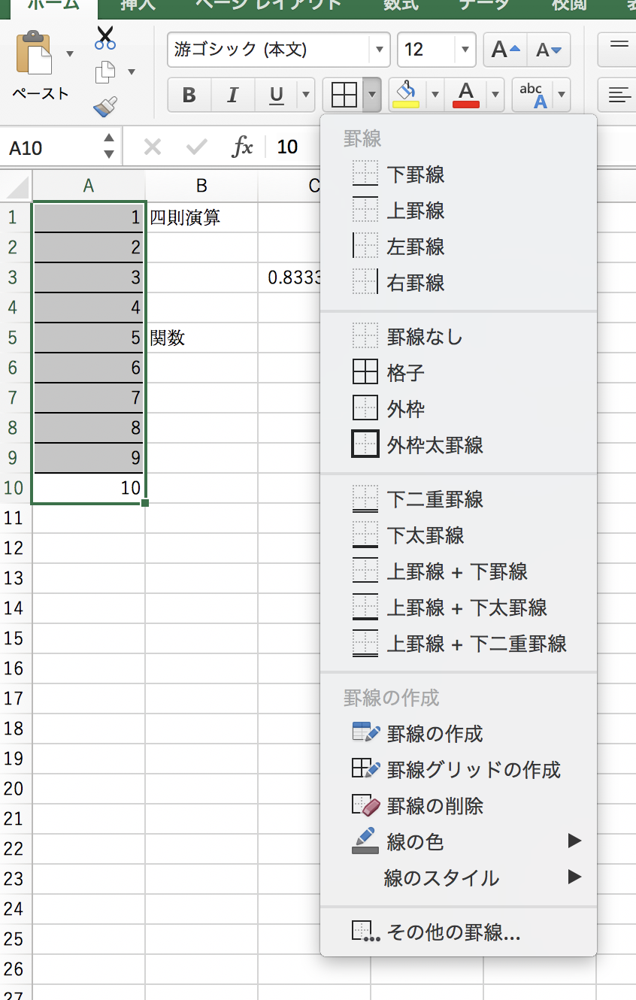 ホーム 挿入 ページ レイアウト 数式 データ 校閲
ペースト
游ゴシック (本文) 12 A A
B I U A abc A
A10 fx 10
A B C
1 1 四則演算
2 2
3 3 0.8333
4 4
5 5 関数
6 6
7 7
8 8
9 9
10 10
11
12
13
14
15
16
17
18
19
20
21
22
23
24
25
26
27
罫線
下罫線
上罫線
左罫線
右罫線
罫線なし
格子
外枠
外枠太罫線
下二重罫線
下太罫線
上罫線 + 下罫線
上罫線 + 下太罫線
上罫線 + 下二重罫線
罫線の作成
罫線の作成
罫線グリッドの作成
罫線の削除
線の色
線のスタイル
その他の罫線...